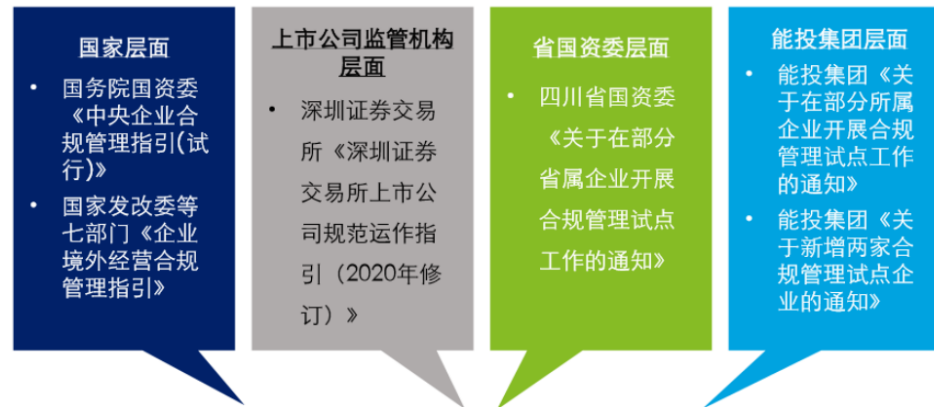 国家层面
• 国务院国资委
《中央企业合
规管理指引(试
行)》
• 国家发改委等
七部门《企业
境外经营合规
管理指引》
上市公司监管机构
层面
• 深圳证券交易
所《深圳证券
交易所上市公
司规范运作指
引（2020年修
订）》
省国资委层面
• 四川省国资委
《关于在部分
省属企业开展
合规管理试点
工作的通知》
能投集团层面
• 能投集团《关
于在部分所属
企业开展合规
管理试点工作
的通知》
• 能投集团《关
于新增两家合
规管理试点企
业的通知》